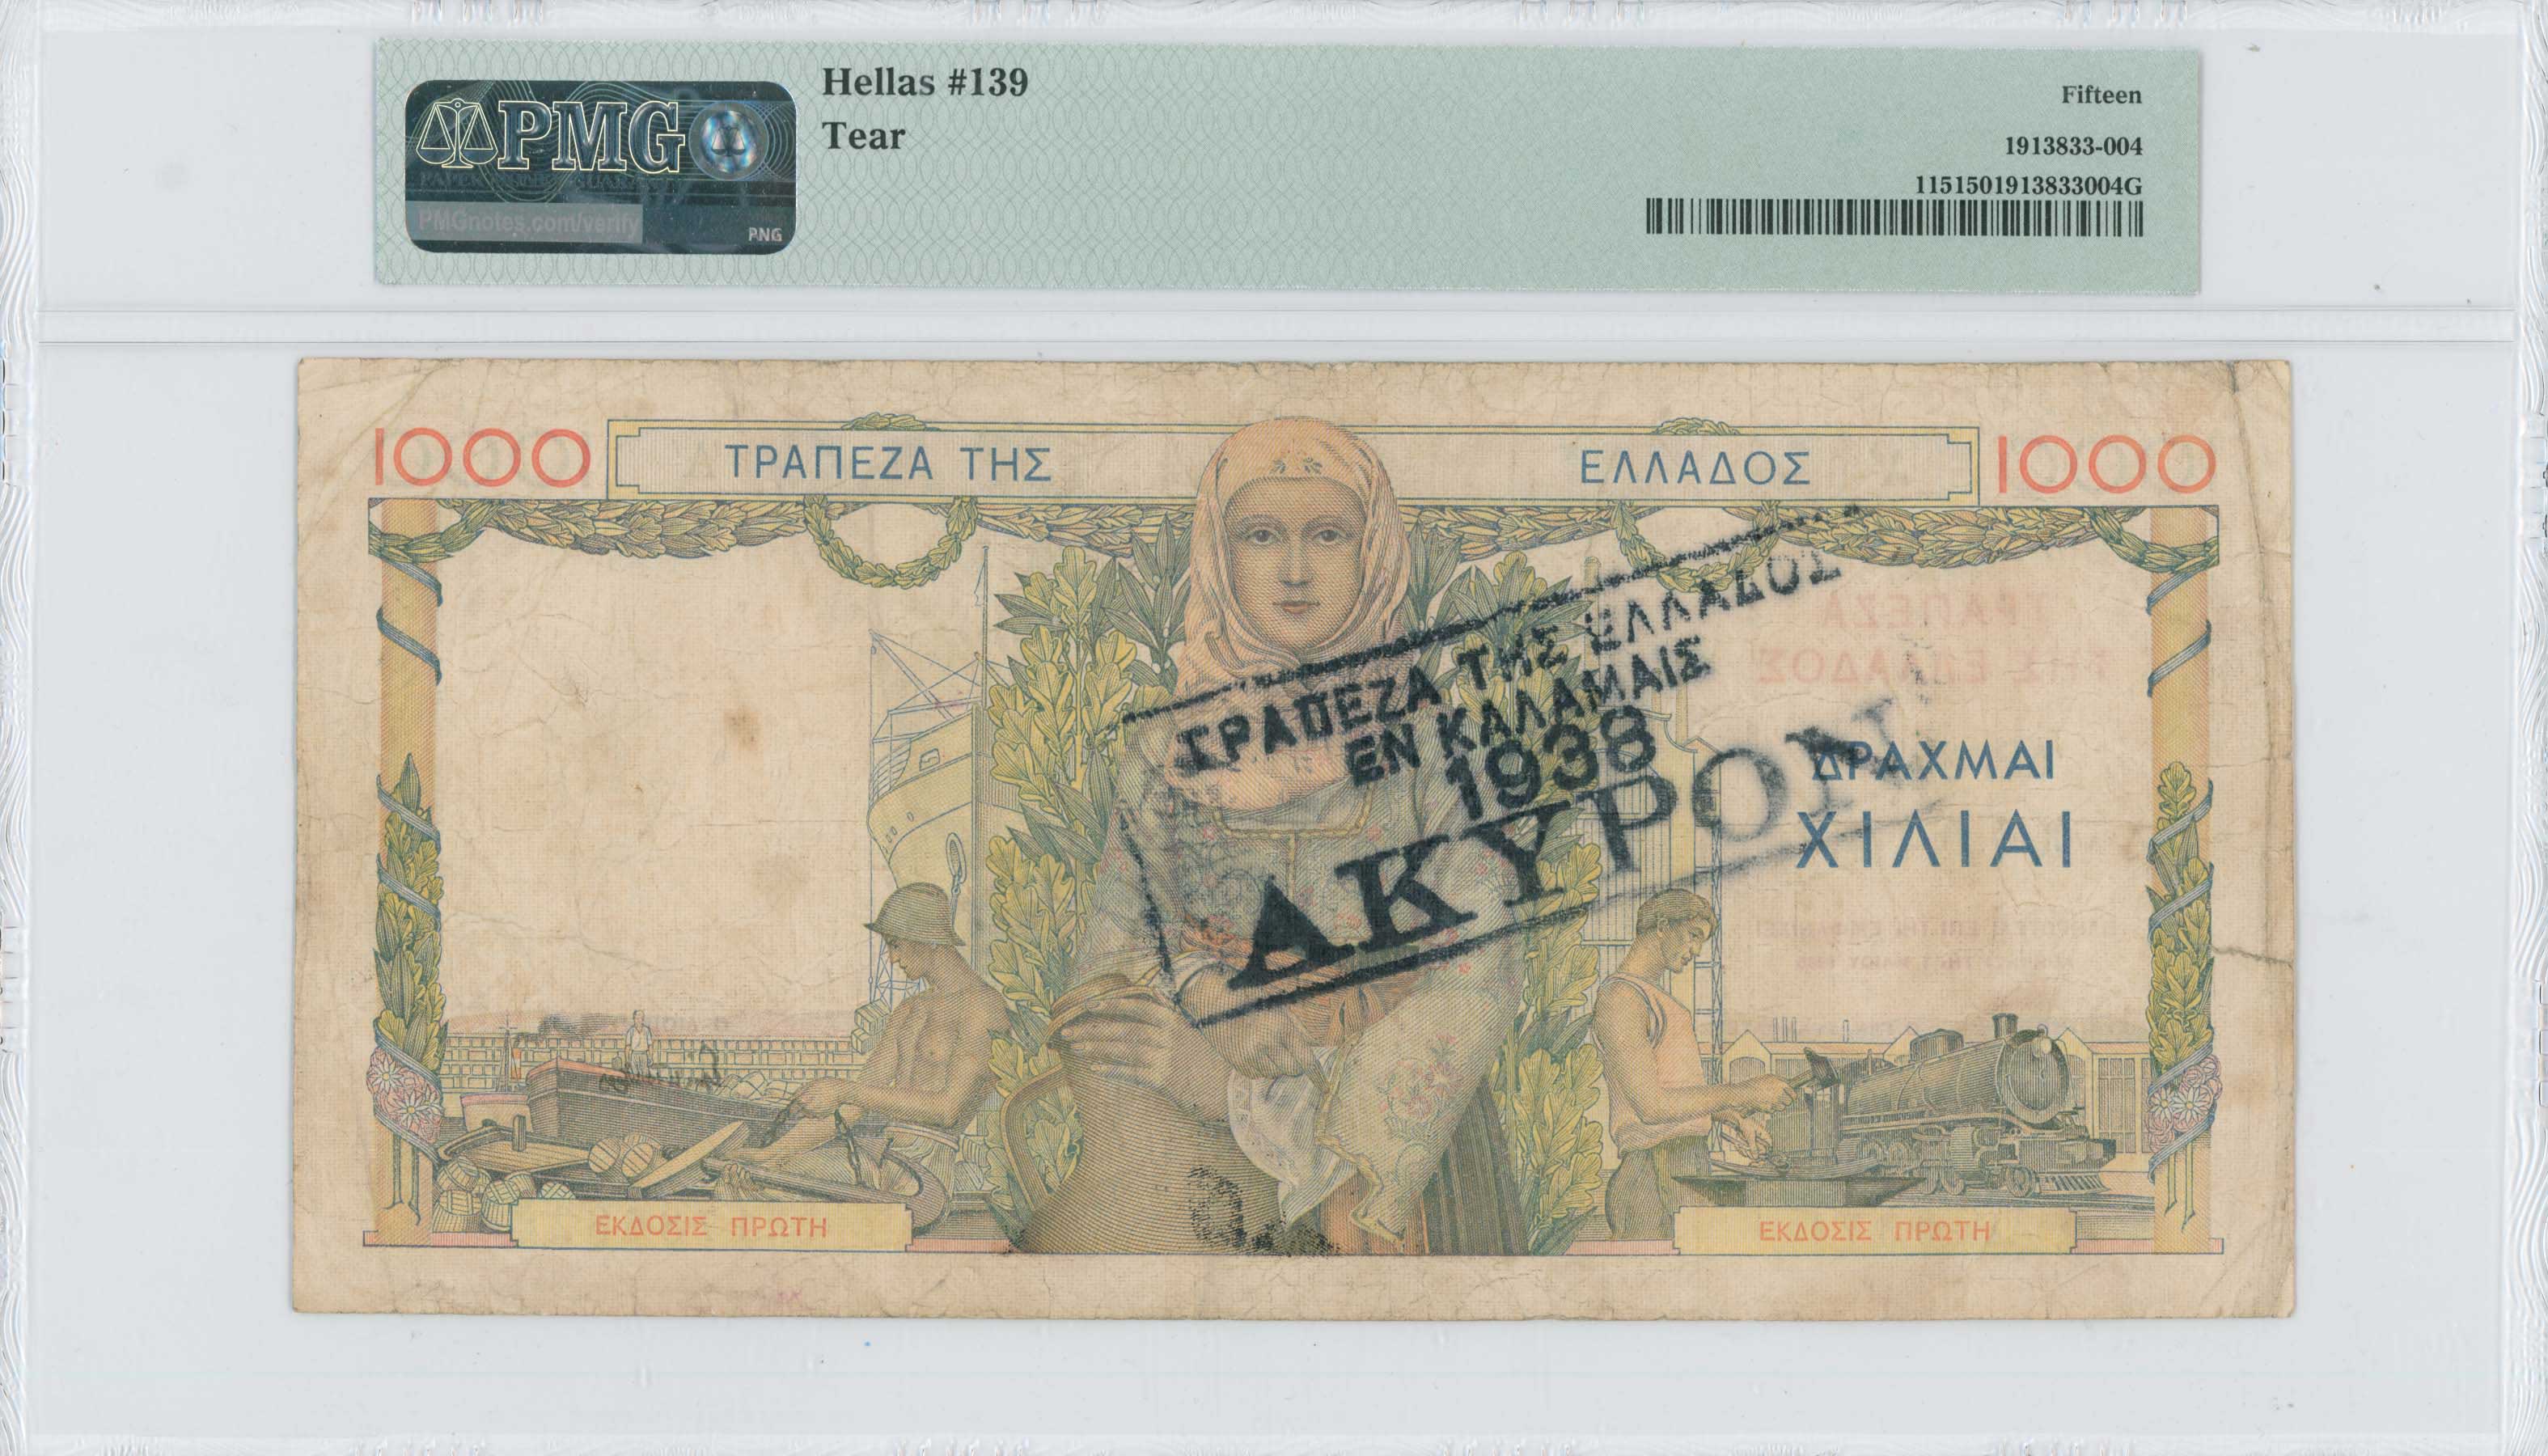 PMG
PMGnotes.com/verify
PNG
Hellas #139
Tear
Fifteen
1913833-004
1151501913833004G
1000
ΤΡΑΠΕΖΑ ΤΗΣ
ΕΛΛΑΔΟΣ
1000
ΤΡΑΠΕΖΑ ΤΗΣ ΕΛΛΑΔΟΣ
ΕΝ ΚΑΛΑΜΑΙΣ
1938
ΑΚΥΡΟΝ
ΔΡΑΧΜΑΙ
ΧΙΛΙΑΙ
ΕΚΔΟΣΙΣ ΠΡΩΤΗ
ΕΚΔΟΣΙΣ ΠΡΩΤΗ